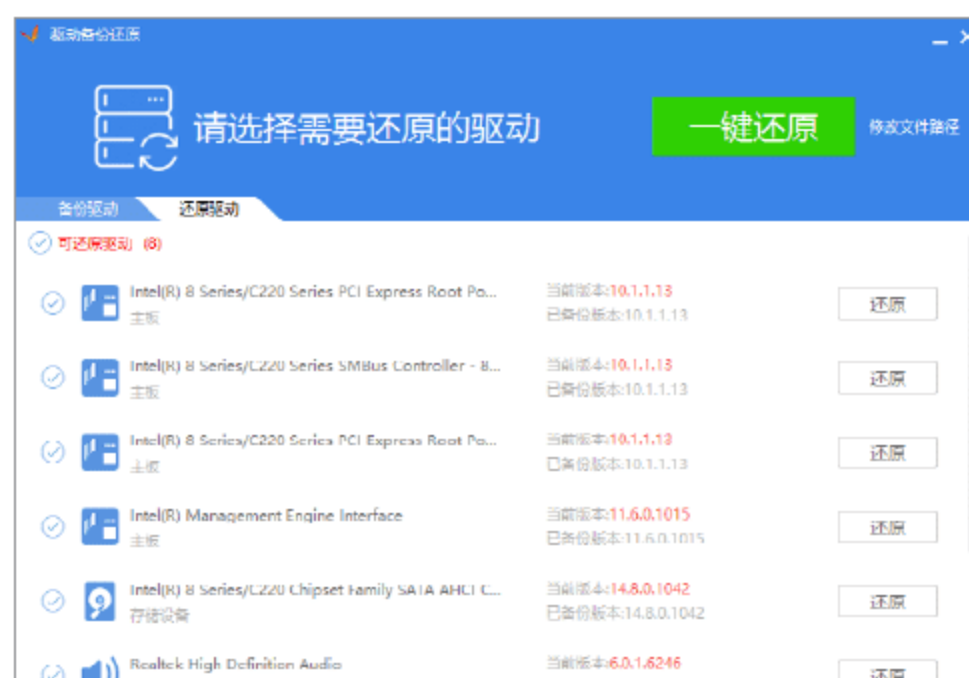 驱动备份还原
请选择需要还原的驱动
一键还原
修改文件路径
备份驱动
还原驱动
可还原驱动 (8)
Intel(R) 8 Series/C220 Series PCI Express Root Po...
当前版本:10.1.1.13
还原
主板
已备份版本:10.1.1.13
Intel(R) 8 Series/C220 Series SMBus Controller - 8...
当前版本:10.1.1.13
还原
主板
已备份版本:10.1.1.13
Intel(R) 8 Series/C220 Series PCI Express Root Po...
当前版本:10.1.1.13
还原
主板
已备份版本:10.1.1.13
Intel(R) Management Engine Interface
当前版本:11.6.0.1015
还原
主板
已备份版本:11.6.0.1015
Intel(R) 8 Series/C220 Chipset Family SATA AHCI C...
当前版本:14.8.0.1042
还原
存储设备
已备份版本:14.8.0.1042
Realtek High Definition Audio
当前版本:6.0.1.6246
还原